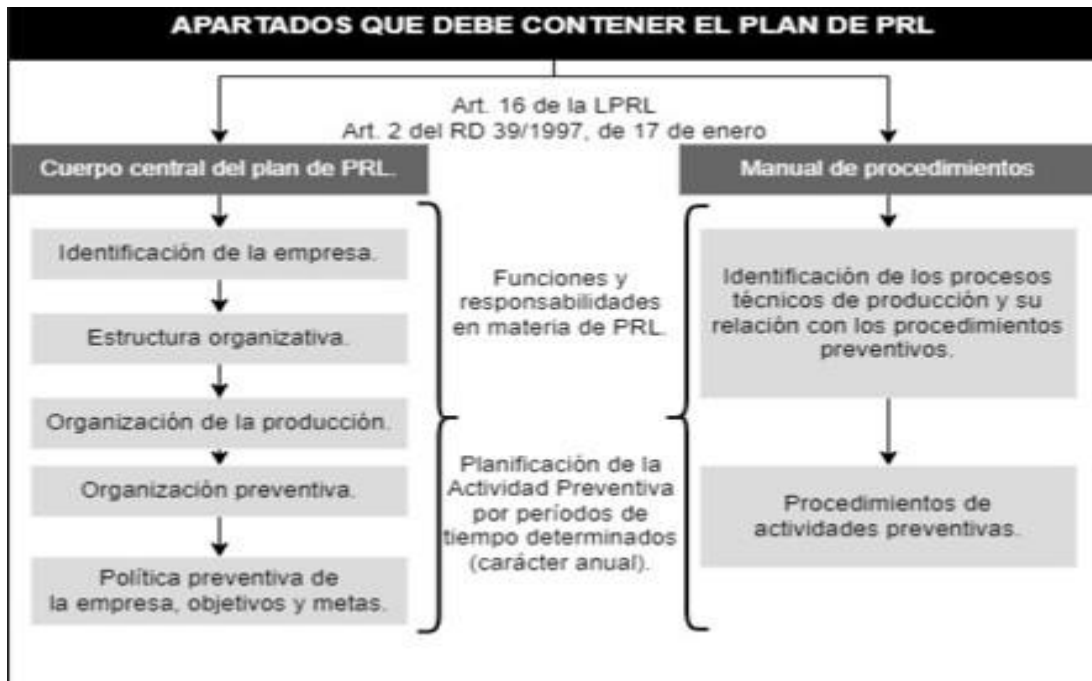 APARTADOS QUE DEBE CONTENER EL PLAN DE PRL
Art. 16 de la LPRL
Art. 2 del RD 39/1997, de 17 de enero
Cuerpo central del plan de PRL.
Identificación de la empresa.
Estructura organizativa.
Organización de la producción.
Organización preventiva.
Política preventiva de
la empresa, objetivos y metas.
Funciones y
responsabilidades
en materia de PRL.
Planificación de la
Actividad Preventiva
por períodos de
tiempo determinados
(carácter anual).
Manual de procedimientos
Identificación de los procesos
técnicos de producción y su
relación con los procedimientos
preventivos.
Procedimientos de
actividades preventivas.